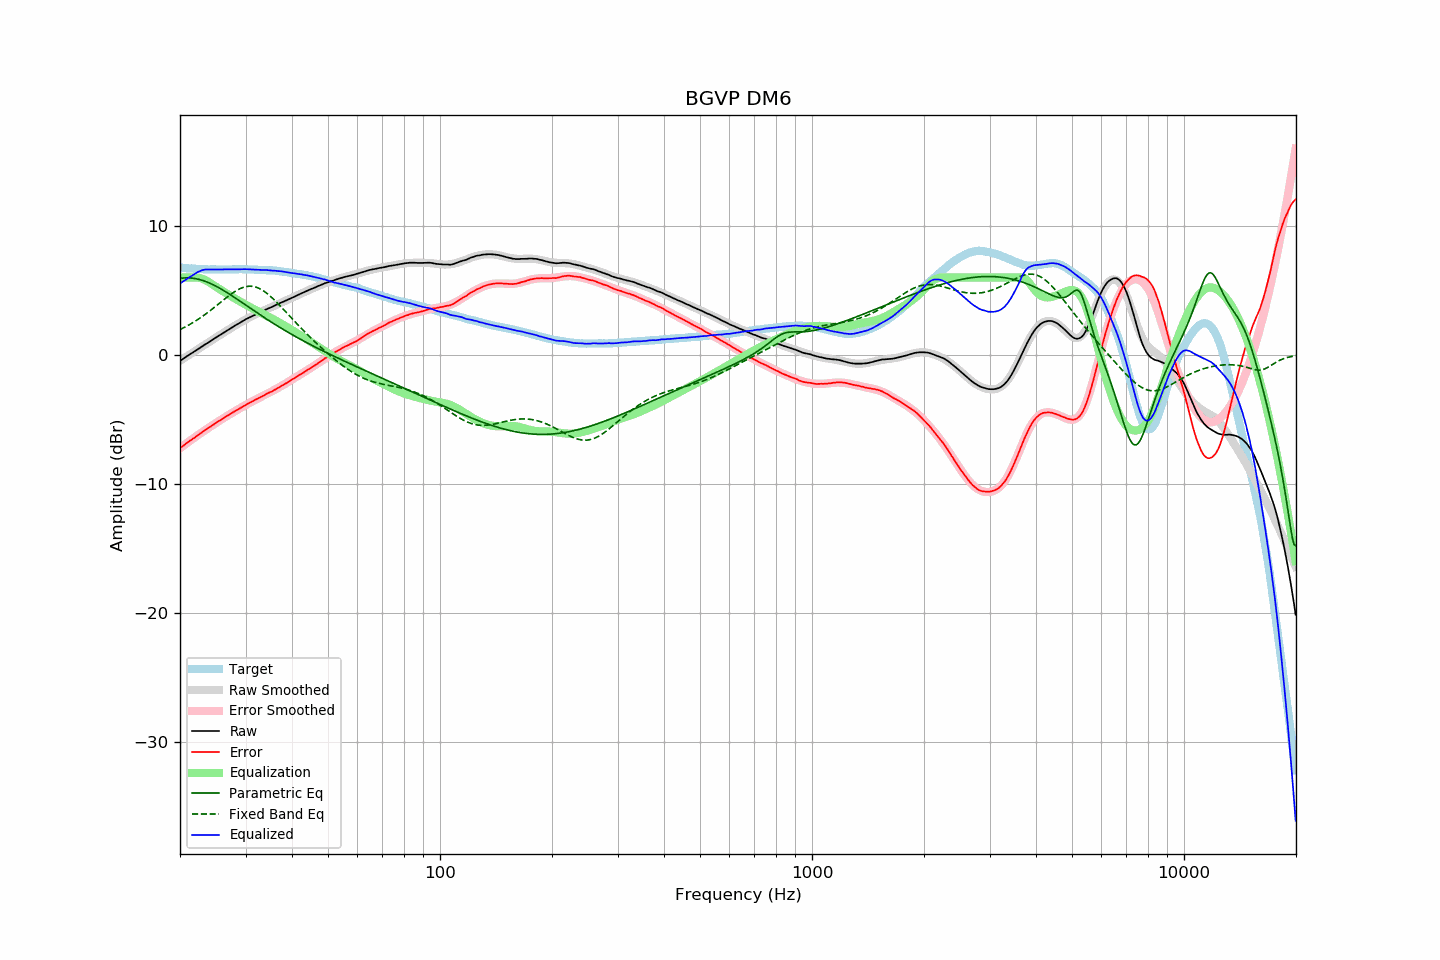 BGVP DM6
Amplitude (dBr)
10
0
−10
−20
−30
Target
Raw Smoothed
Error Smoothed
Raw
Error
Equalization
Parametric Eq
Fixed Band Eq
Equalized
100
1000
10000
Frequency (Hz)